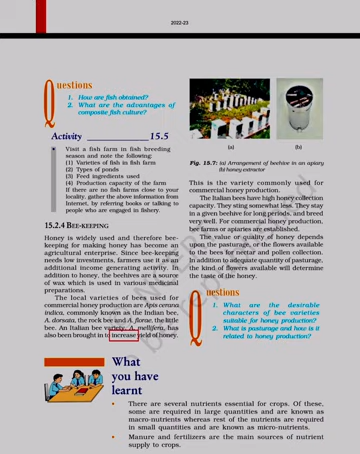 2022-23
Questions
1. How are fish obtained?
2. What are the advantages of
composite fish culture?
Activity 15.5
• Visit a fish farm in fish breeding
season and note the following:
(1) Varieties of fish in fish farm
(2) Types of ponds
(3) Feed ingredients used
(4) Production capacity of the farm
If there are no fish farms close to your
locality, gather the above information from
Internet, by referring books or talking to
people who are engaged in fishery.
15.2.4 BEE-KEEPING
Honey is widely used and therefore bee-
keeping for making honey has become an
agricultural enterprise. Since bee-keeping
needs low investments, farmers use it as an
additional income generating activity. In
addition to honey, the beehives are a source
of wax which is used in various medicinal
preparations.
The local varieties of bees used for
commercial honey production are Apis cerana
indica, commonly known as the Indian bee,
A. dorsata, the rock bee and A. florae, the little
bee. An Italian bee variety, A. mellifera, has
also been brought in to increase yield of honey.
(a) (b)
Fig. 15.7: (a) Arrangement of beehive in an apiary
(b) honey extractor
This is the variety commonly used for
commercial honey production.
The Italian bees have high honey collection
capacity. They sting somewhat less. They stay
in a given beehive for long periods, and breed
very well. For commercial honey production,
bee farms or apiaries are established.
The value or quality of honey depends
upon the pasturage, or the flowers available
to the bees for nectar and pollen collection.
In addition to adequate quantity of pasturage,
the kind of flowers available will determine
the taste of the honey.
Questions
1. What are the desirable
characters of bee varieties
suitable for honey production?
2. What is pasturage and how is it
related to honey production?
What
you have
learnt
• There are several nutrients essential for crops. Of these,
some are required in large quantities and are known as
macro-nutrients whereas rest of the nutrients are required
in small quantities and are known as micro-nutrients.
• Manure and fertilizers are the main sources of nutrient
supply to crops.